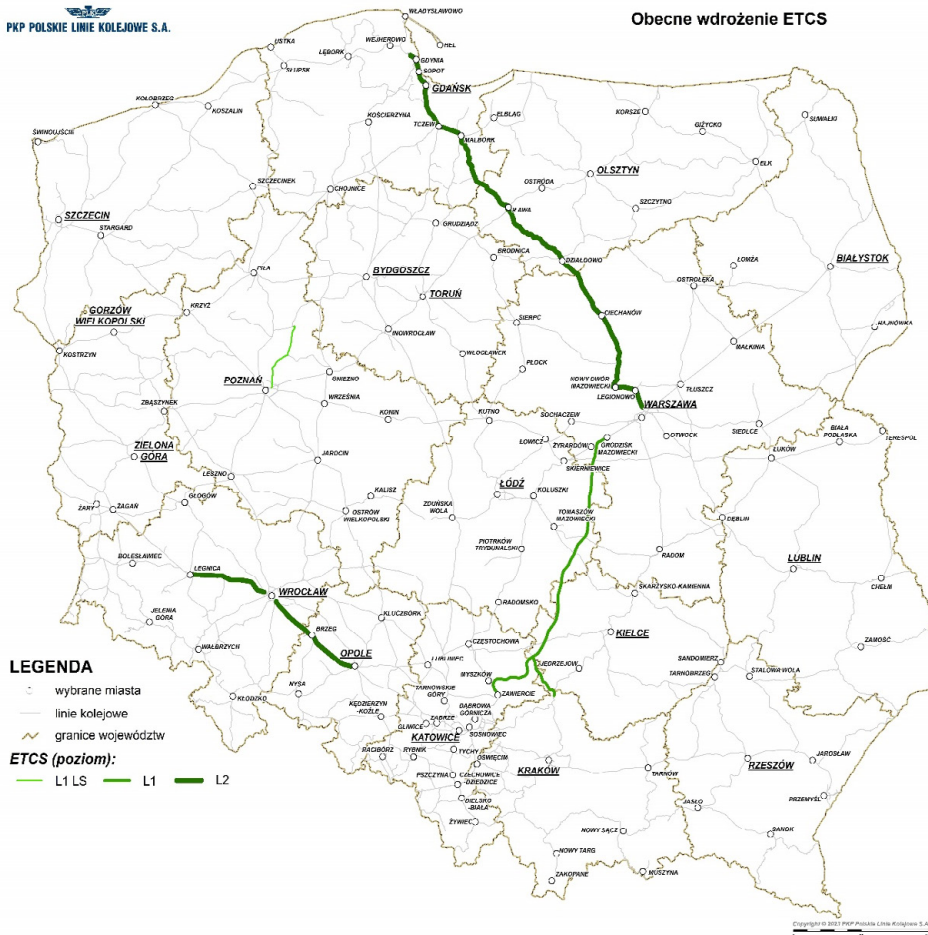 PKP POLSKIE LINIE KOLEJOWE S.A.
Obecne wdrożenie ETCS
WŁADYSŁAWOWO
USTKA
WEJHEROWO
HEL
LĘBORK
GDYNIA
SŁUPSK
SOPOT
GDAŃSK
KOŁOBRZEG
KOSZALIN
KOŚCIERZYNA
TCZEW
ELBLĄG
KORSZE
GIŻYCKO
SUWAŁKI
ŚWINOUJŚCIE
MALBORK
EŁK
OLSZTYN
SZCZECINEK
CHOJNICE
OSTRÓDA
SZCZYTNO
SZCZECIN
STARGARD
GRUDZIĄDZ
IŁAWA
BRODNICA
DZIAŁDOWO
ŁOMŻA
BIAŁYSTOK
PIŁA
BYDGOSZCZ
TORUŃ
OSTROŁĘKA
GORZÓW
WIELKOPOLSKI
KRZYŻ
SIERPC
CIECHANÓW
HAJNÓWKA
INOWROCŁAW
KOSTRZYN
WŁOCŁAWEK
MAŁKINIA
PŁOCK
POZNAŃ
GNIEZNO
NOWY DWÓR
MAZOWIECKI
LEGIONOWO
TŁUSZCZ
WRZEŚNIA
WARSZAWA
ZBĄSZYNEK
KONIN
KUTNO
SOCHACZEW
OTWOCK
SIEDLCE
BIAŁA
PODLASKA
TERESPOL
ŁOWICZ
ŻYRARDÓW
GRODZISK
MAZOWIECKI
ŁUKÓW
ZIELONA
GÓRA
JAROCIN
SKIERNIEWICE
LESZNO
ŁÓDŹ
KOLUSZKI
KALISZ
ŻARY
ŻAGAŃ
GŁOGÓW
OSTRÓW
WIELKOPOLSKI
ZDUŃSKA
WOLA
TOMASZÓW
MAZOWIECKI
DĘBLIN
PIOTRKÓW
TRYBUNALSKI
RADOM
LUBLIN
BOLESŁAWIEC
LEGNICA
WROCŁAW
RADOMSKO
SKARŻYSKO-KAMIENNA
CHEŁM
JELENIA
GÓRA
KLUCZBORK
BRZEG
KIELCE
WAŁBRZYCH
OPOLE
CZĘSTOCHOWA
ZAMOŚĆ
LUBLINIEC
JĘDRZEJÓW
SANDOMIERZ
TARNOBRZEG
STALOWA WOLA
MYSZKÓW
NYSA
KŁODZKO
TARNOWSKIE
GÓRY
ZAWIERCIE
KĘDZIERZYN
-KOŹLE
DĄBROWA
GÓRNICZA
GLIWICE
ZABRZE
SOSNOWIEC
KATOWICE
RACIBÓRZ
RYBNIK
TYCHY
OŚWIĘCIM
KRAKÓW
RZESZÓW
JAROSŁAW
PSZCZYNA
CZECHOWICE
-DZIEDZICE
TARNÓW
PRZEMYŚL
BIELSKO
-BIAŁA
JASŁO
ŻYWIEC
NOWY SĄCZ
SANOK
NOWY TARG
ZAKOPANE
MUSZYNA
LEGENDA
wybrane miasta
linie kolejowe
granice województw
ETCS (poziom):
L1 LS
L1
L2
Copyright © 2021 PKP Polskie Linie Kolejowe S.A.